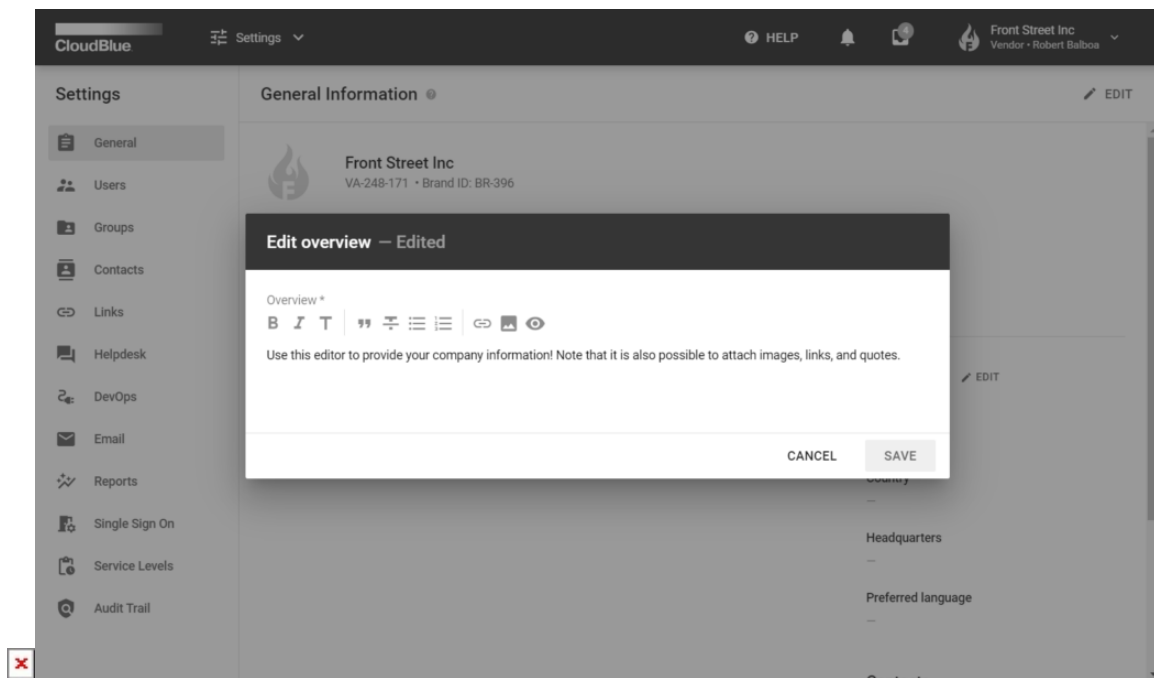 CloudBlue
Settings
HELP
4
Front Street Inc
Vendor • Robert Balboa
Settings
General Information
EDIT
General
Users
Groups
Contacts
Links
Helpdesk
DevOps
Email
Reports
Single Sign On
Service Levels
Audit Trail
Front Street Inc
VA-248-171 • Brand ID: BR-396
Edit overview — Edited
Overview *
Use this editor to provide your company information! Note that it is also possible to attach images, links, and quotes.
CANCEL SAVE
EDIT
Country
—
Headquarters
—
Preferred language
—